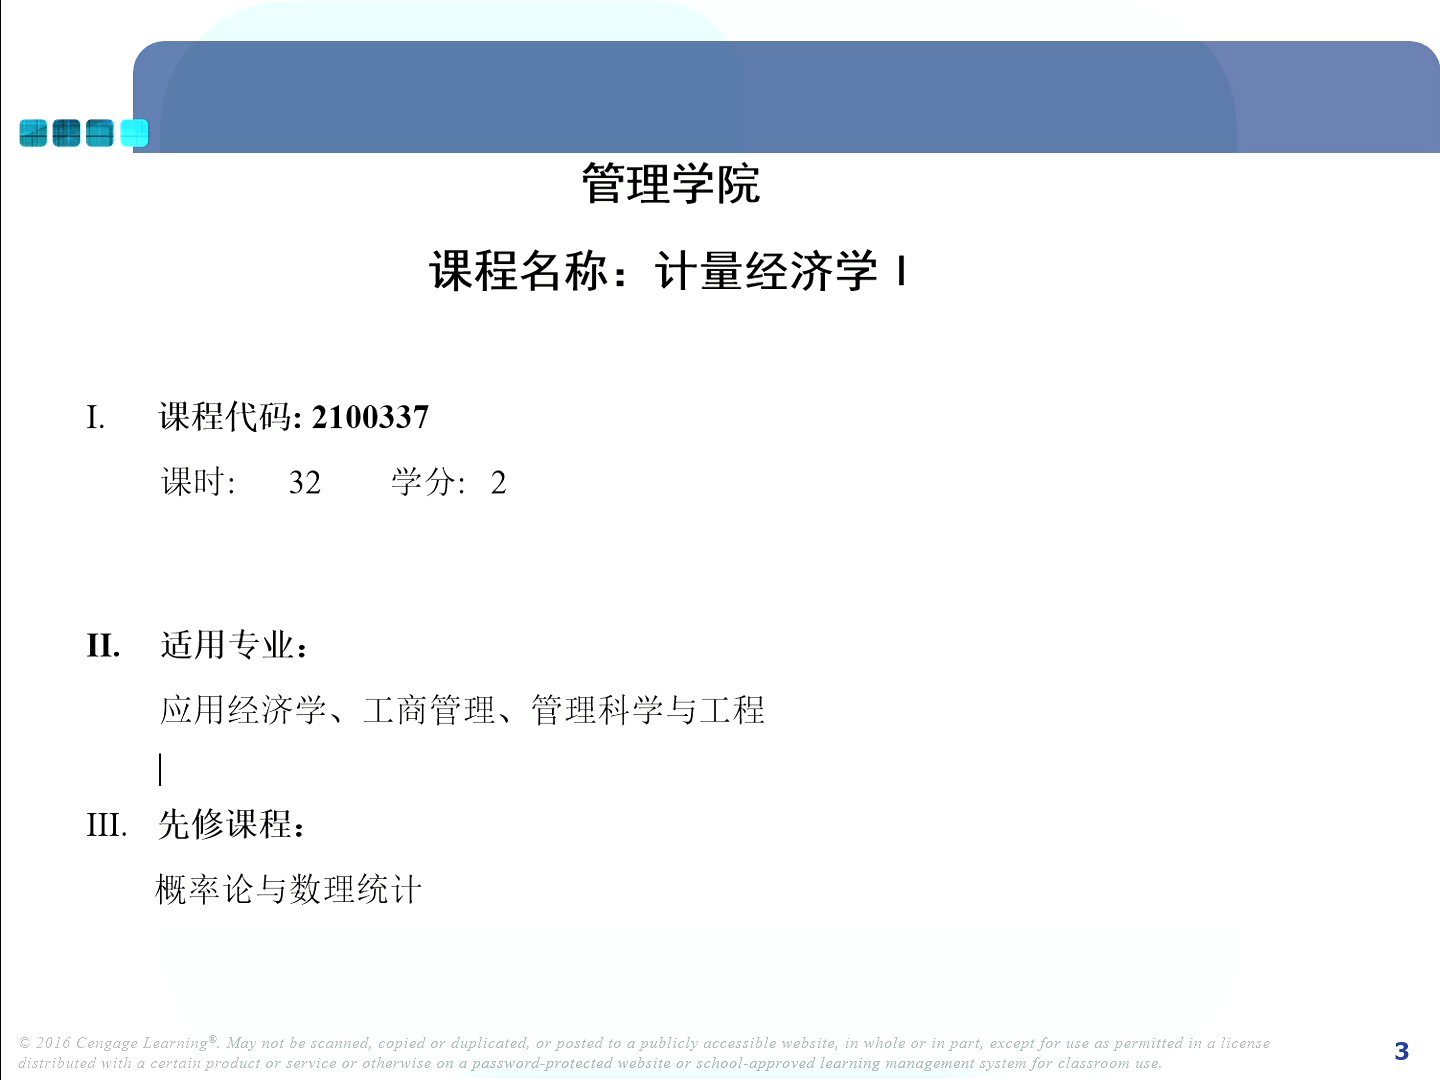 管理学院
课程名称：计量经济学 I
I. 课程代码: 2100337
课时: 32 学分: 2
II. 适用专业：
应用经济学、工商管理、管理科学与工程
III. 先修课程：
概率论与数理统计
© 2016 Cengage Learning®. May not be scanned, copied or duplicated, or posted to a publicly accessible website, in whole or in part, except for use as permitted in a license
distributed with a certain product or service or otherwise on a password-protected website or school-approved learning management system for classroom use.
3